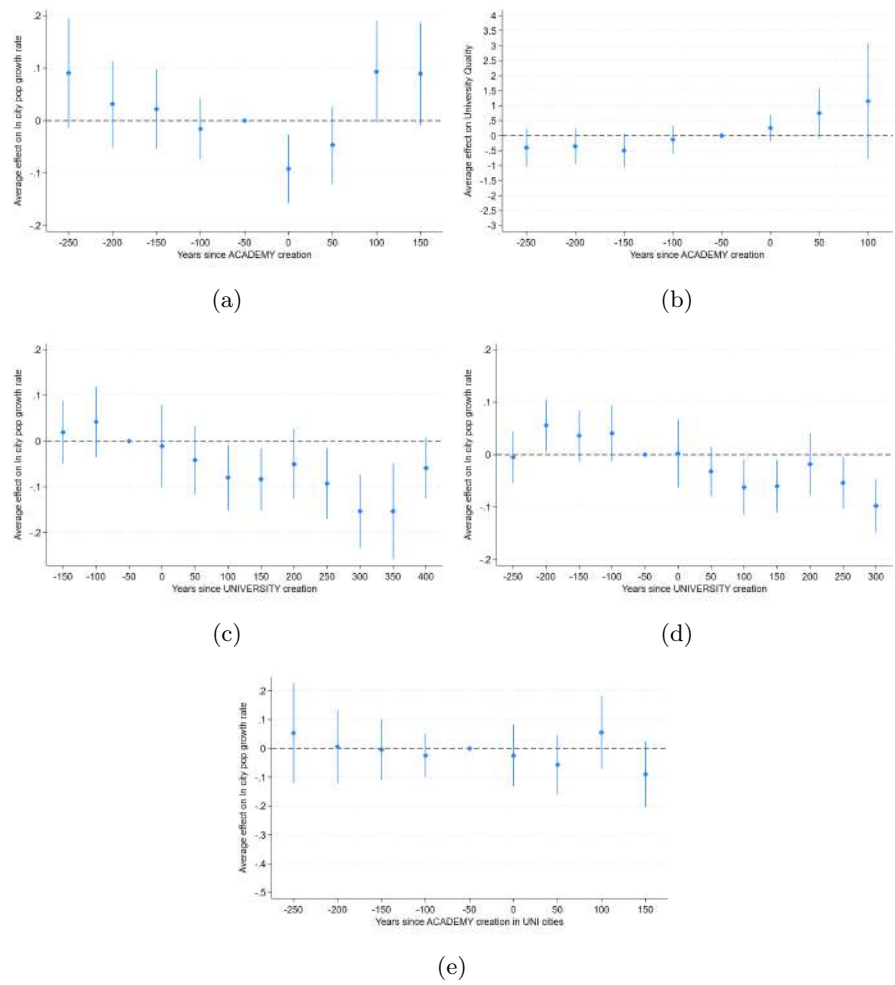 .2
.1
0
-.1
-.2
Average effect on ln city pop growth rate
-250 -200 -150 -100 -50 0 50 100 150
Years since ACADEMY creation
(a)
4
3.5
3
2.5
2
1.5
1
.5
0
-.5
-1
-1.5
-2
-2.5
-3
Average effect on University Quality
-250 -200 -150 -100 -50 0 50 100
Years since ACADEMY creation
(b)
.2
.1
0
-.1
-.2
Average effect on ln city pop growth rate
-150 -100 -50 0 50 100 150 200 250 300 350 400
Years since UNIVERSITY creation
(c)
.2
.1
0
-.1
-.2
Average effect on ln city pop growth rate
-250 -200 -150 -100 -50 0 50 100 150 200 250 300
Years since UNIVERSITY creation
(d)
.2
.1
0
-.1
-.2
-.3
-.4
-.5
Average effect on ln city pop growth rate
-250 -200 -150 -100 -50 0 50 100 150
Years since ACADEMY creation in UNI cities
(e)